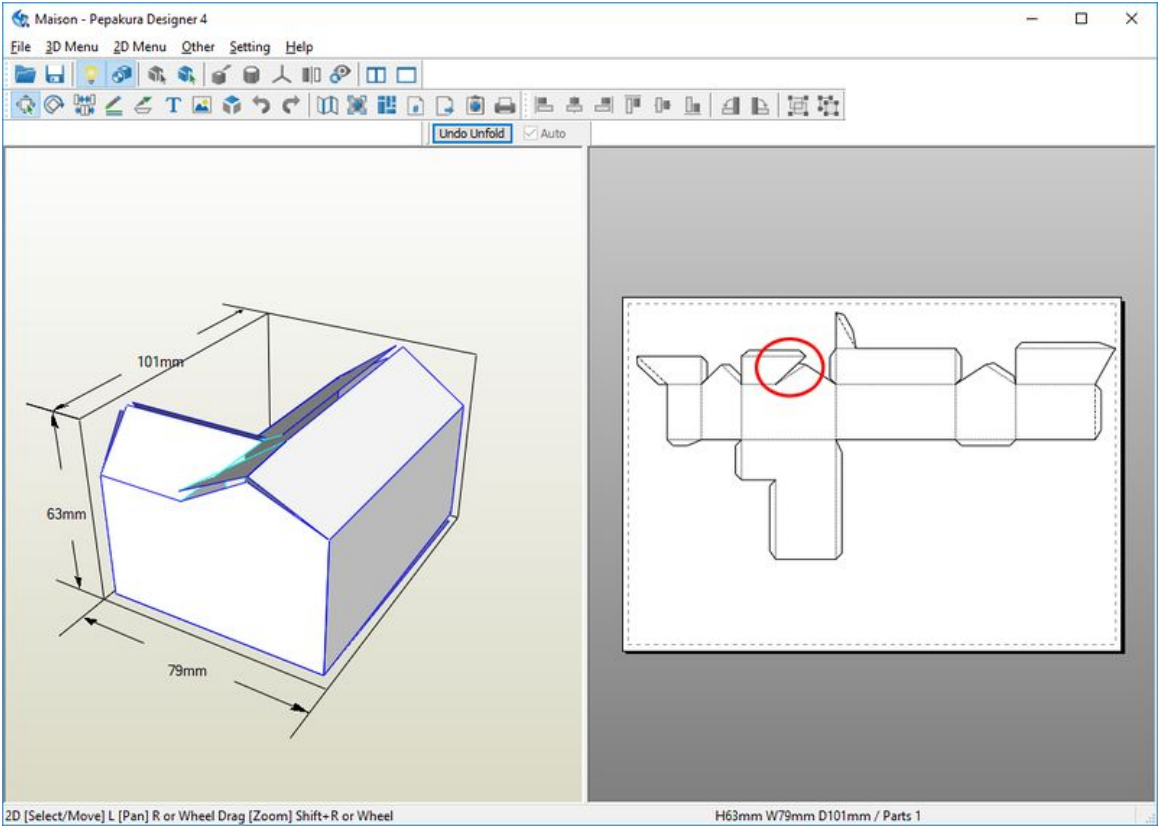 Maison - Pepakura Designer 4
File 3D Menu 2D Menu Other Setting Help
T
Undo Unfold Auto
101mm
63mm
79mm
2D [Select/Move] L [Pan] R or Wheel Drag [Zoom] Shift+R or Wheel H63mm W79mm D101mm / Parts 1